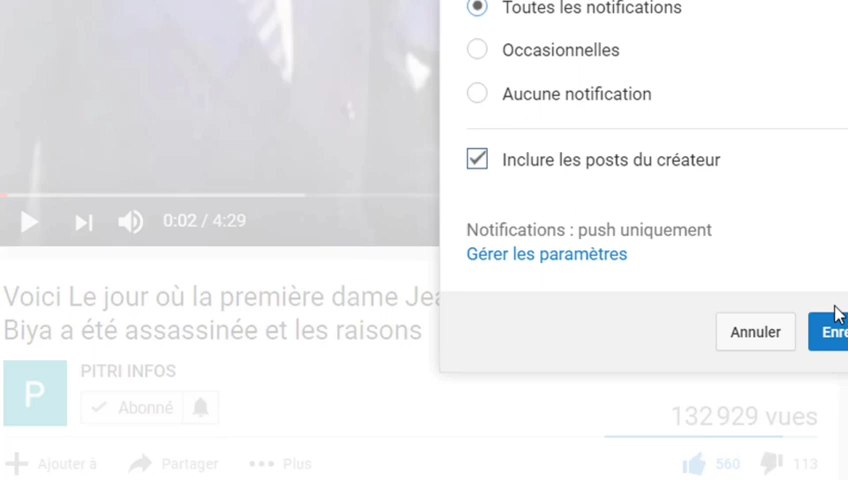 Toutes les notifications
Occasionnelles
Aucune notification
Inclure les posts du créateur
0:02 / 4:29
Notifications : push uniquement
Gérer les paramètres
Voici Le jour où la première dame Jea
Biya a été assassinée et les raisons
Annuler
Enre
P
PITRI INFOS
Abonné
132 929 vues
Ajouter à
Partager
Plus
560
113